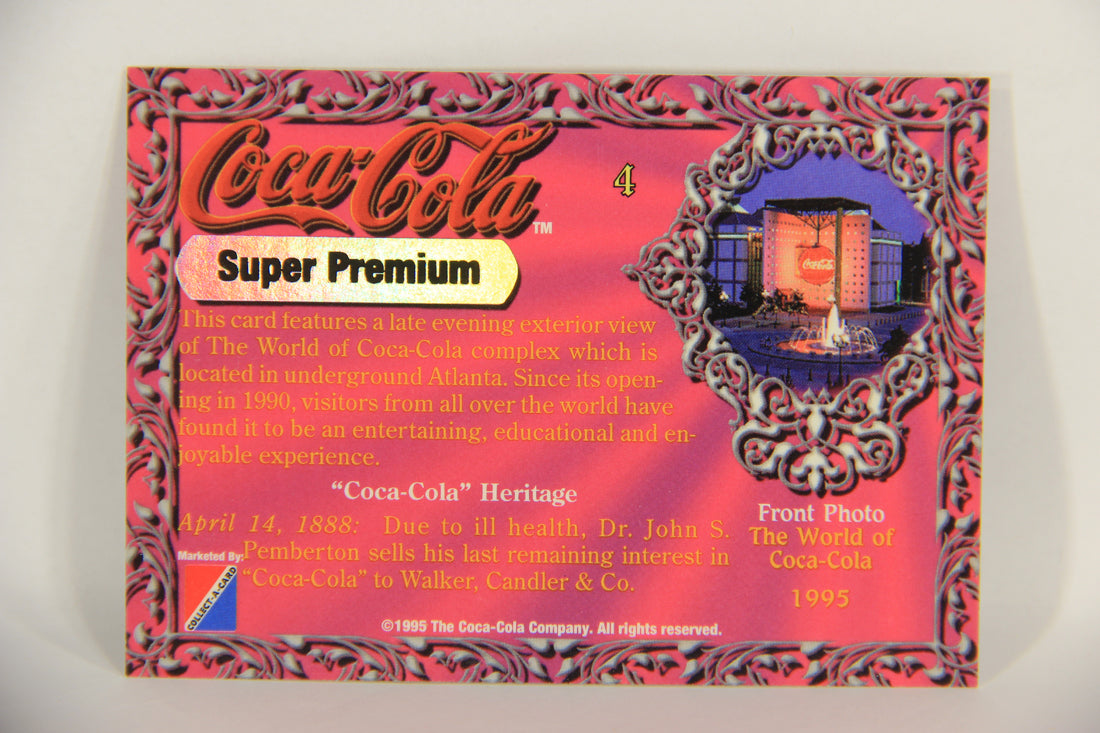 Coca-Cola TM
4
Super Premium
Coca-Cola
This card features a late evening exterior view
of The World of Coca-Cola complex which is
located in underground Atlanta. Since its open-
ing in 1990, visitors from all over the world have
found it to be an entertaining, educational and en-
joyable experience.
"Coca-Cola" Heritage
April 14, 1888: Due to ill health, Dr. John S.
Pemberton sells his last remaining interest in
"Coca-Cola" to Walker, Candler & Co.
Marketed By:
COLLECT-A-CARD
Front Photo
The World of
Coca-Cola
1995
©1995 The Coca-Cola Company. All rights reserved.